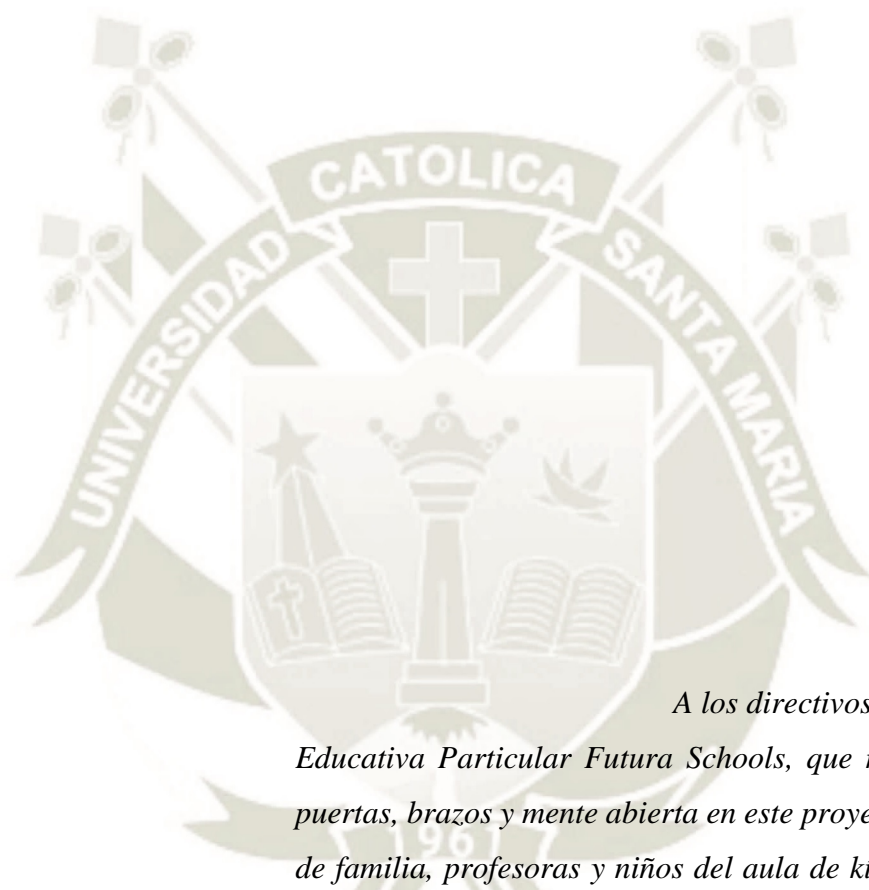 UNIVERSIDAD CATOLICA SANTA MARIA
A los directivos
Educativa Particular Futura Schools, que
puertas, brazos y mente abierta en este
de familia, profesoras y niños del aula de
961